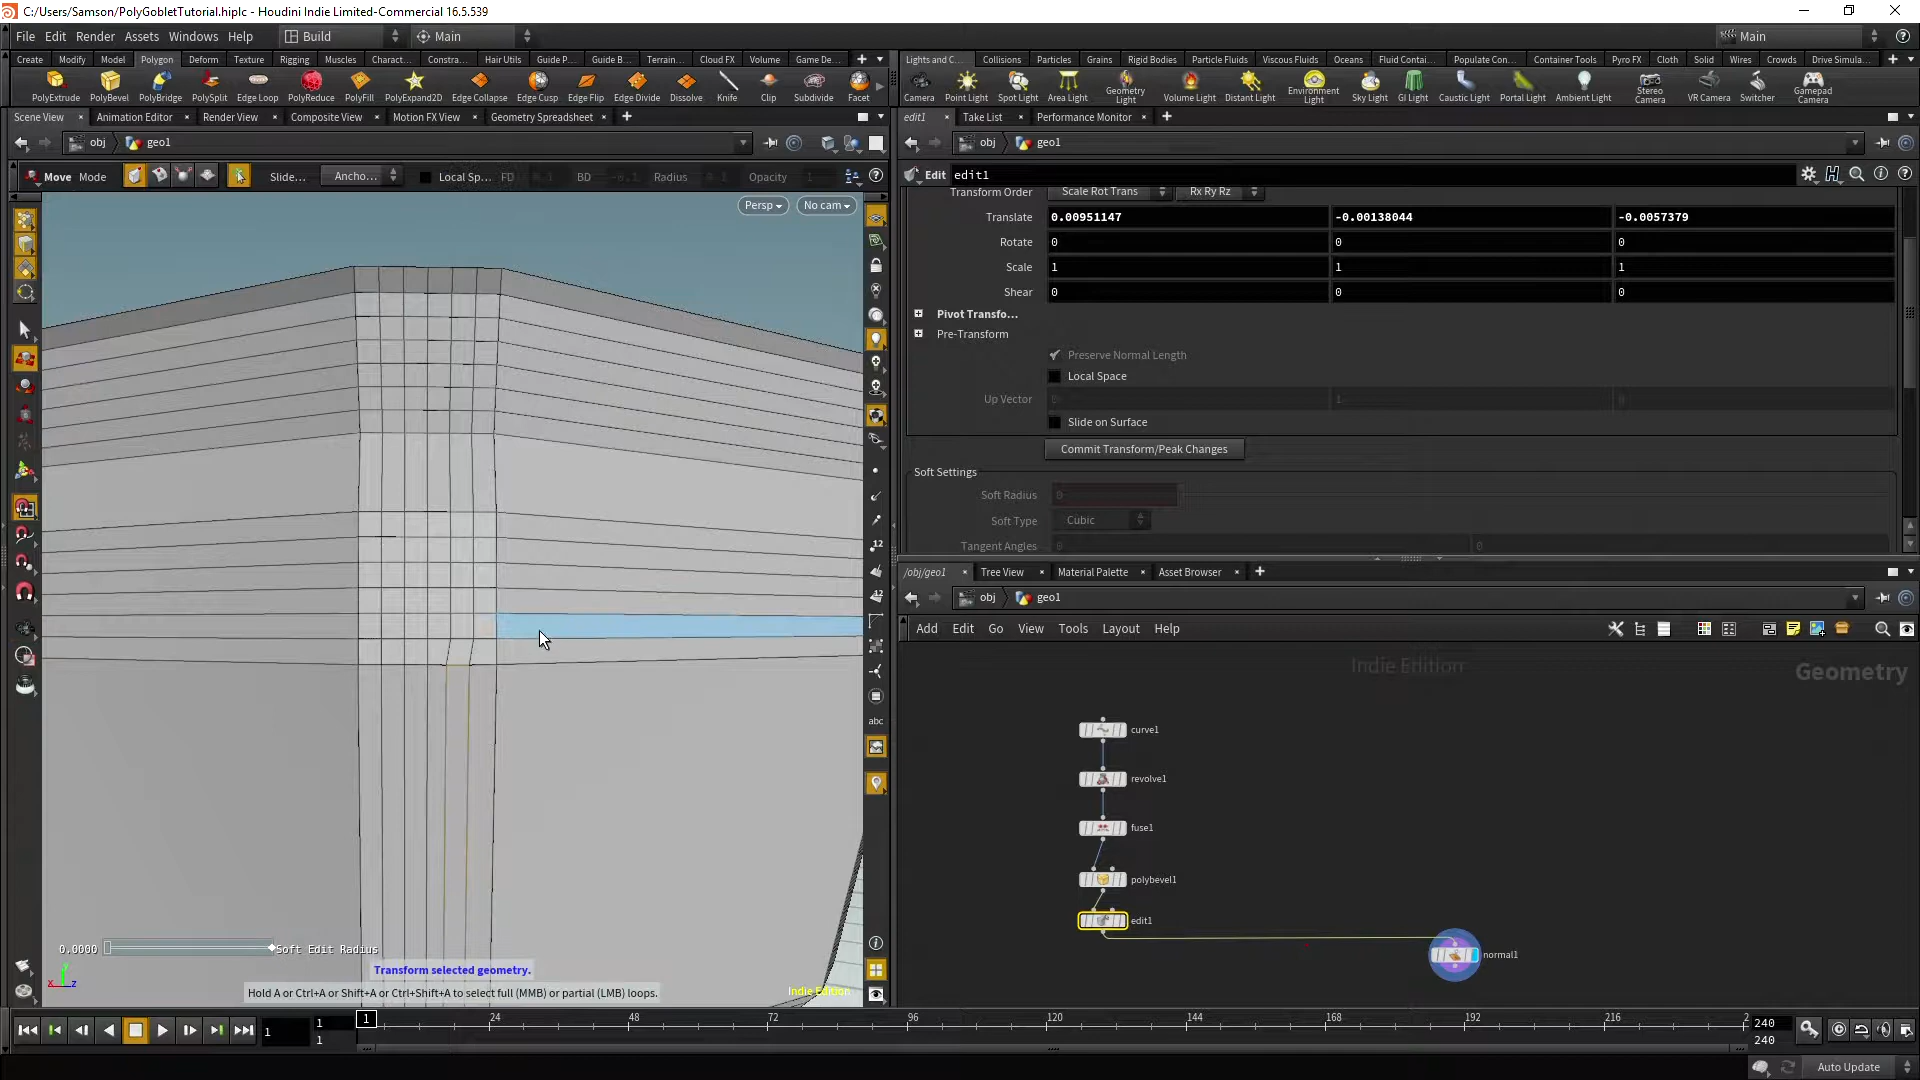 C:/Users/Samson/PolyGobletTutorial.hiplc - Houdini Indie Limited-Commercial 16.5.539
File Edit Render Assets Windows Help Build Main Main
Create Modify Model Polygon Deform Texture Rigging Muscles Charact... Constra... Hair Utils Guide P... Guide B... Terrain... Cloud FX Volume Game De...
Lights and C... Collisions Particles Grains Rigid Bodies Particle Fluids Viscous Fluids Oceans Fluid Contai... Populate Con... Container Tools Pyro FX Cloth Solid Wires Crowds Drive Simula...
PolyExtrude PolyBevel PolyBridge PolySplit Edge Loop PolyReduce PolyFill PolyExpand2D Edge Collapse Edge Cusp Edge Flip Edge Divide Dissolve Knife Clip Subdivide Facet
Camera Point Light Spot Light Area Light Geometry Light Volume Light Distant Light Environment Light Sky Light GI Light Caustic Light Portal Light Ambient Light Stereo Camera VR Camera Switcher Gamepad Camera
Scene View Animation Editor Render View Composite View Motion FX View Geometry Spreadsheet
edit1 Take List Performance Monitor
obj geo1
obj geo1
Move Mode Slide... Ancho... Local Sp... FD BD Radius Opacity
Edit edit1
Persp No cam
Transform Order Scale Rot Trans Rx Ry Rz
Translate 0.00951147 -0.00138044 -0.0057379
Rotate 0 0 0
Scale 1 1 1
Shear 0 0 0
Pivot Transfo...
Pre-Transform
Preserve Normal Length
Local Space
Up Vector
Slide on Surface
Commit Transform/Peak Changes
Soft Settings
Soft Radius 0
Soft Type Cubic
Tangent Angles 0 0
12
12
abc
/obj/geo1 Tree View Material Palette Asset Browser
obj geo1
Add Edit Go View Tools Layout Help
Indie Edition
Geometry
curve1
revolve1
fuse1
polybevel1
edit1
normal1
0.0000 Soft Edit Radius
Transform selected geometry.
Hold A or Ctrl+A or Shift+A or Ctrl+Shift+A to select full (MMB) or partial (LMB) loops.
Indie Edition
x y z
1 1 1 1 24 48 72 96 120 144 168 192 216 2 240
240
Auto Update